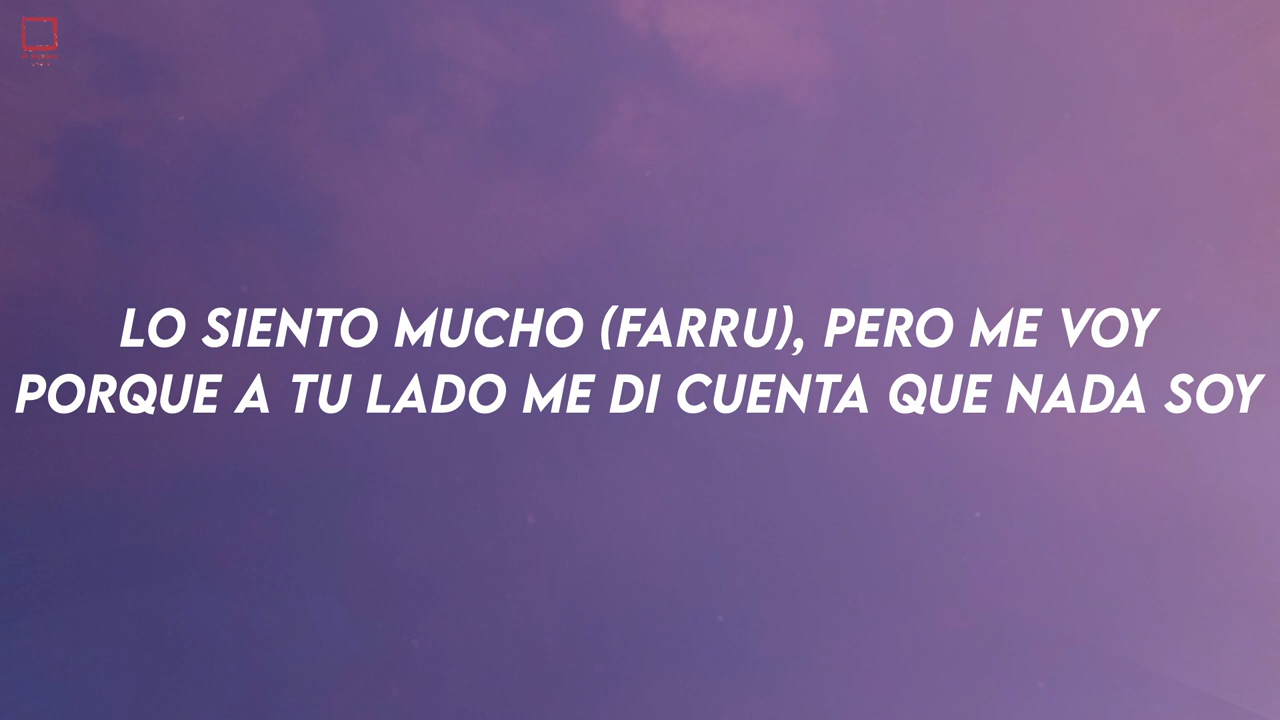 LO SIENTO MUCHO (FARRU), PERO ME VOY
PORQUE A TU LADO ME DI CUENTA QUE NADA SOY